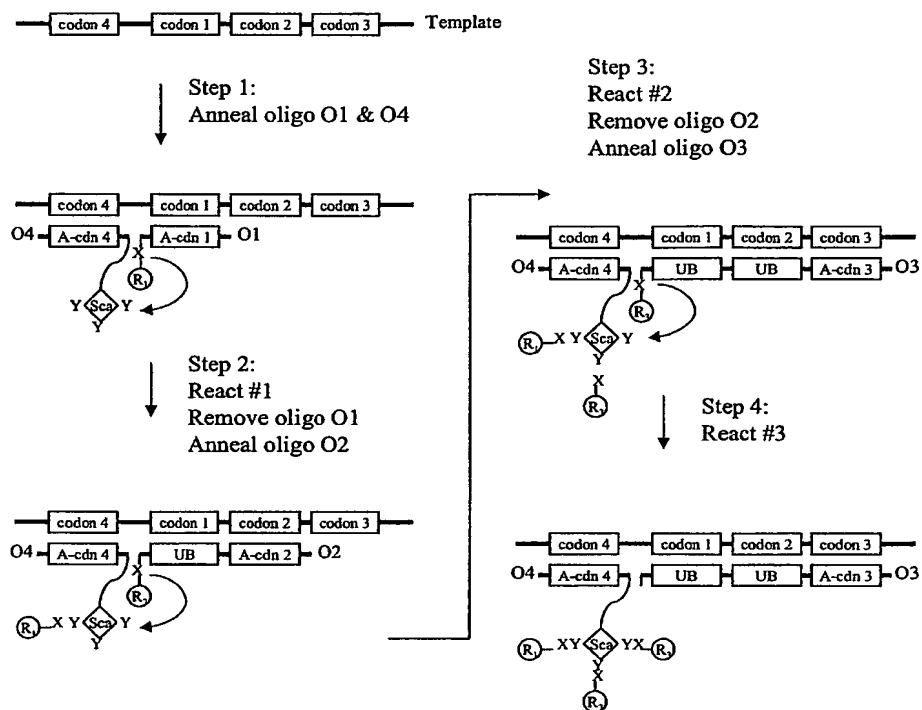 codon 4 codon 1 codon 2 codon 3 Template
Step 1:
Anneal oligo O1 & O4
codon 4 codon 1 codon 2 codon 3
O4 A-cdn 4 A-cdn 1 O1
X
R₁
Y Sca Y
Y
Step 2:
React #1
Remove oligo O1
Anneal oligo O2
codon 4 codon 1 codon 2 codon 3
O4 A-cdn 4 UB A-cdn 2 O2
X
R₂
R₁ X Y Sca Y
Y
Step 3:
React #2
Remove oligo O2
Anneal oligo O3
codon 4 codon 1 codon 2 codon 3
O4 A-cdn 4 UB UB A-cdn 3 O3
X
R₃
R₁ X Y Sca Y
Y
X
R₂
Step 4:
React #3
codon 4 codon 1 codon 2 codon 3
O4 A-cdn 4 UB UB A-cdn 3 O3
R₁ XY Sca YX R₃
Y
X
R₂